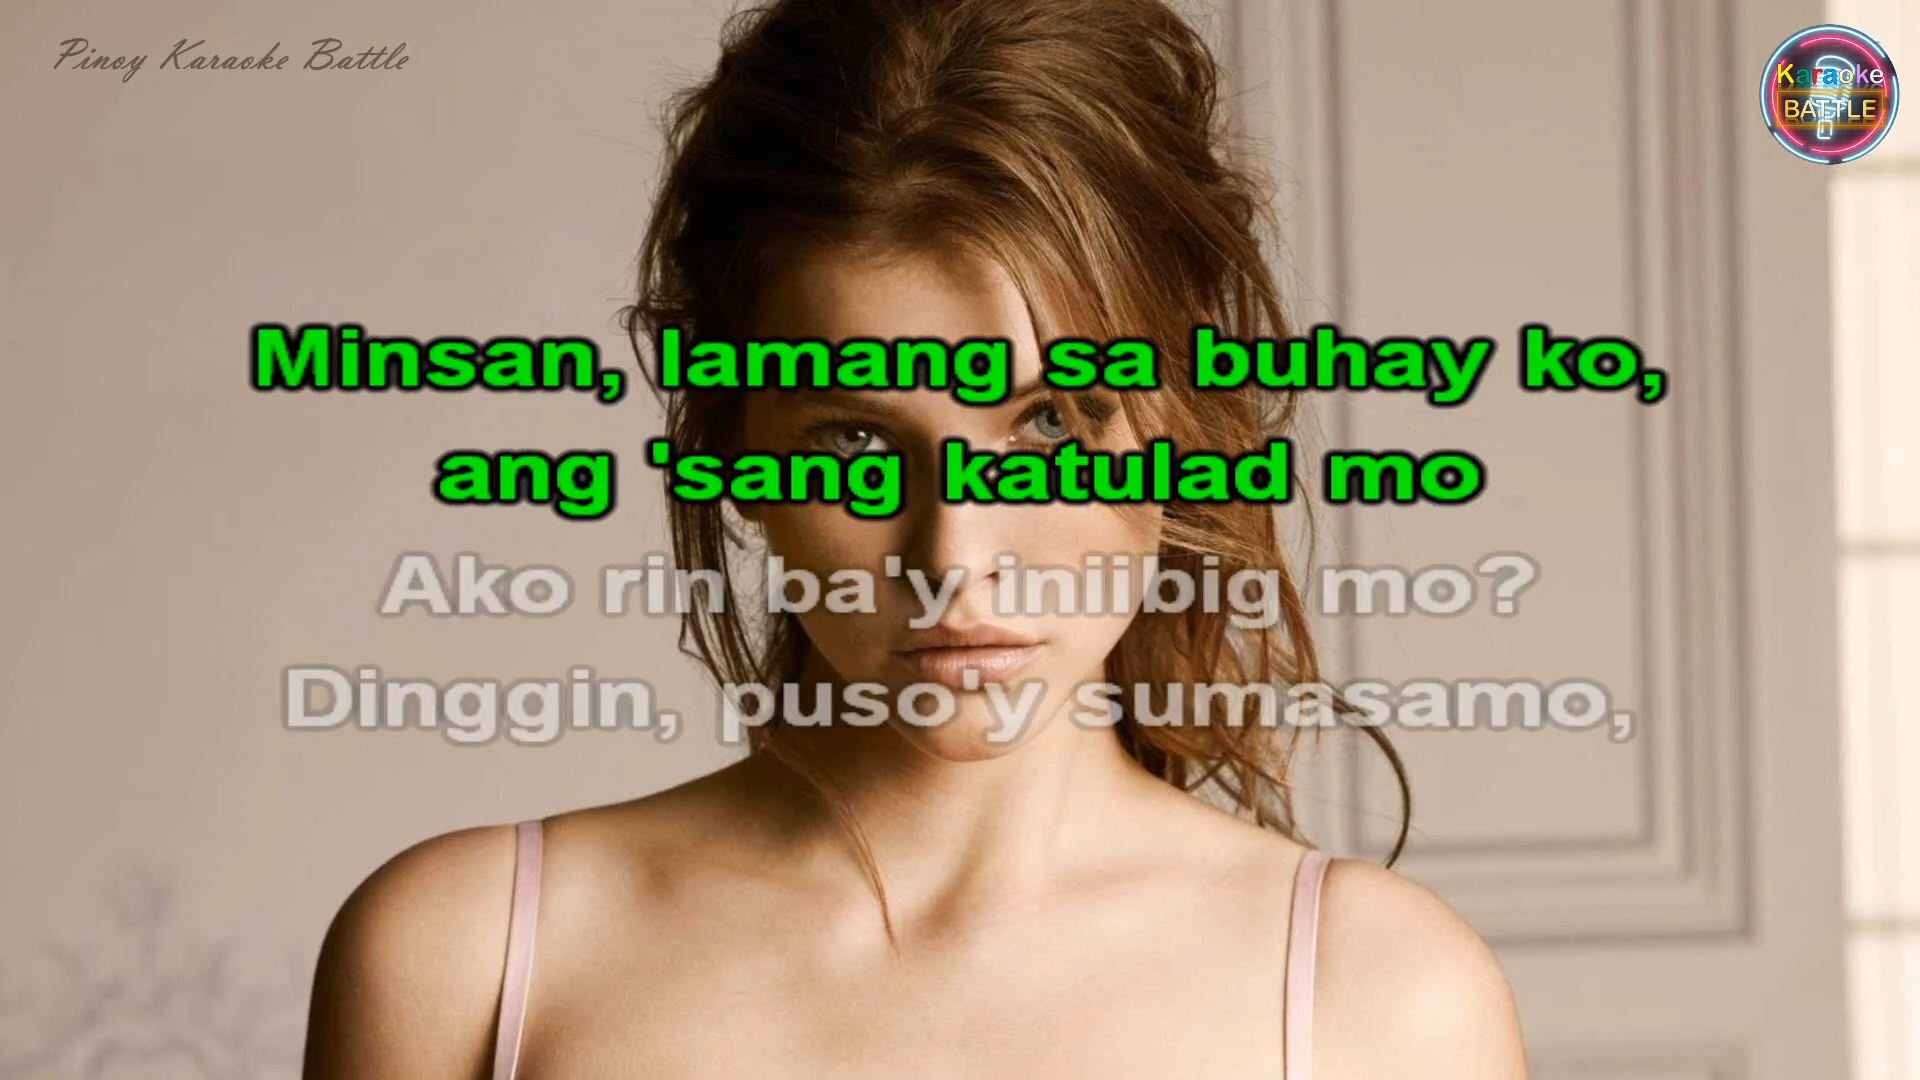 Pinoy Karaoke Battle
Karaoke
BATTLE
Minsan, lamang sa buhay ko,
ang 'sang katulad mo
Ako rin ba'y iniibig mo?
Dinggin, puso'y sumasamo,